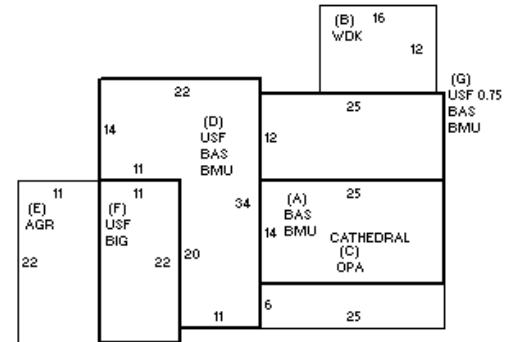 (B) 16
WDK
12
(G)
USF 0.75
BAS
BMU
22
25
14
(D)
USF
BAS
BMU
12
11
34
11
(E)
AGR
11
(F)
USF
BIG
25
(A)
BAS
BMU
14
CATHEDRAL
(C)
OPA
22
22
20
6
11
25